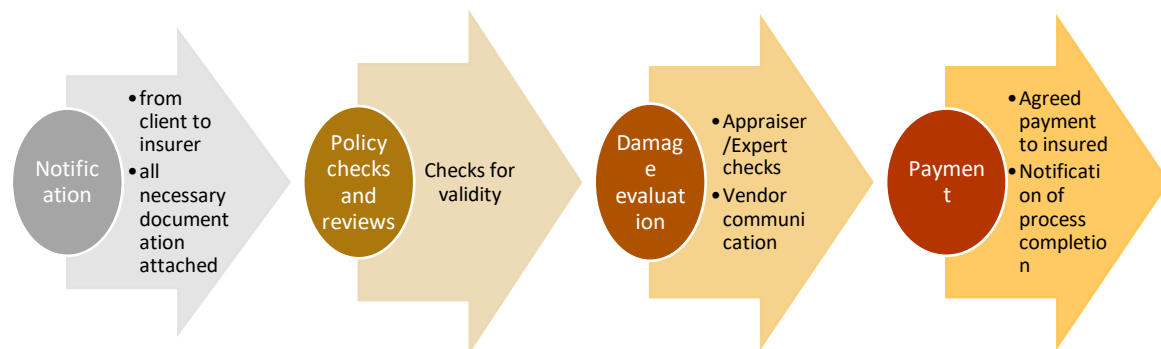 Notific
ation
•from
client to
insurer
•all
necessary
document
ation
attached
Policy
checks
and
reviews
Checks for
validity
Damag
e
evaluat
ion
•Appraiser
/Expert
checks
•Vendor
communi
cation
Paymen
t
•Agreed
payment
to insured
•Notificati
on of
process
completio
n